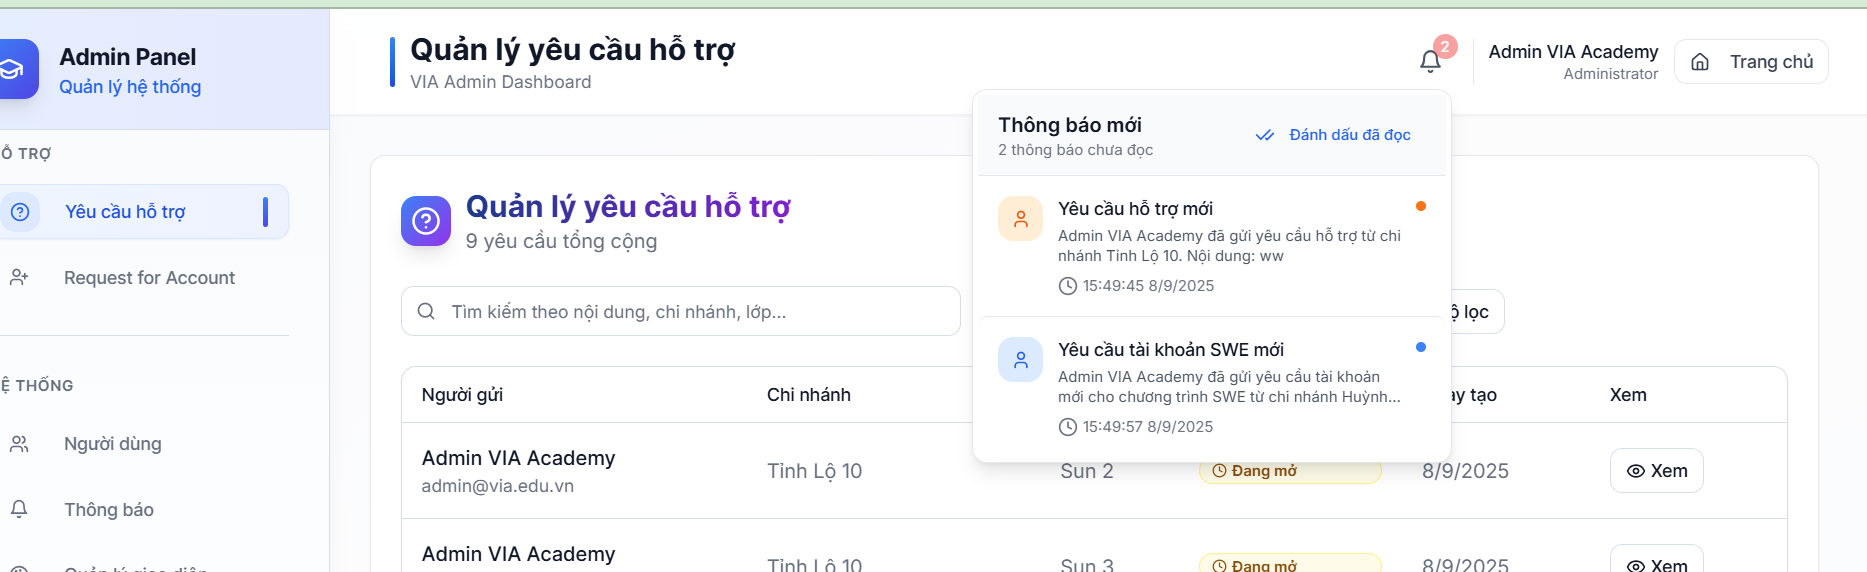 Admin Panel
Quản lý hệ thống
Ỗ TRỢ
Yêu cầu hỗ trợ
Request for Account
Ệ THỐNG
Người dùng
Thông báo
Quản lý yêu cầu hỗ trợ
VIA Admin Dashboard
2
Admin VIA Academy
Administrator
Trang chủ
Thông báo mới
2 thông báo chưa đọc
Đánh dấu đã đọc
Yêu cầu hỗ trợ mới
Admin VIA Academy đã gửi yêu cầu hỗ trợ từ chi
nhánh Tỉnh Lộ 10. Nội dung: ww
15:49:45 8/9/2025
Yêu cầu tài khoản SWE mới
Admin VIA Academy đã gửi yêu cầu tài khoản
mới cho chương trình SWE từ chi nhánh Huỳnh...
15:49:57 8/9/2025
Quản lý yêu cầu hỗ trợ
9 yêu cầu tổng cộng
Tìm kiếm theo nội dung, chi nhánh, lớp...
lọc
Người gửi
Chi nhánh
tạo
Xem
Admin VIA Academy
admin@via.edu.vn
Tỉnh Lộ 10
Sun 2
Đang mở
8/9/2025
Xem
Admin VIA Academy
Tỉnh Lộ 10
Sun 3
Đang mở
8/9/2025
Xem